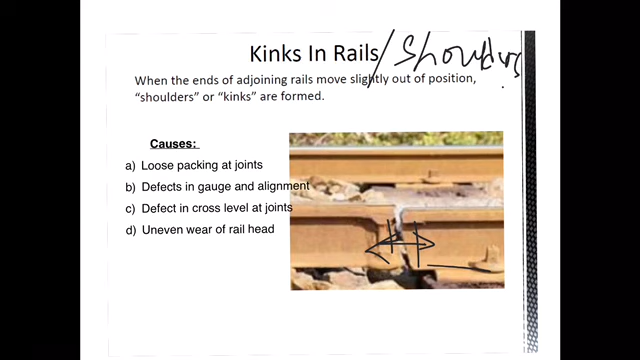 Kinks In Rails/Shoulders
When the ends of adjoining rails move slightly out of position,
“shoulders” or “kinks” are formed.
Causes:
a) Loose packing at joints
b) Defects in gauge and alignment
c) Defect in cross level at joints
d) Uneven wear of rail head